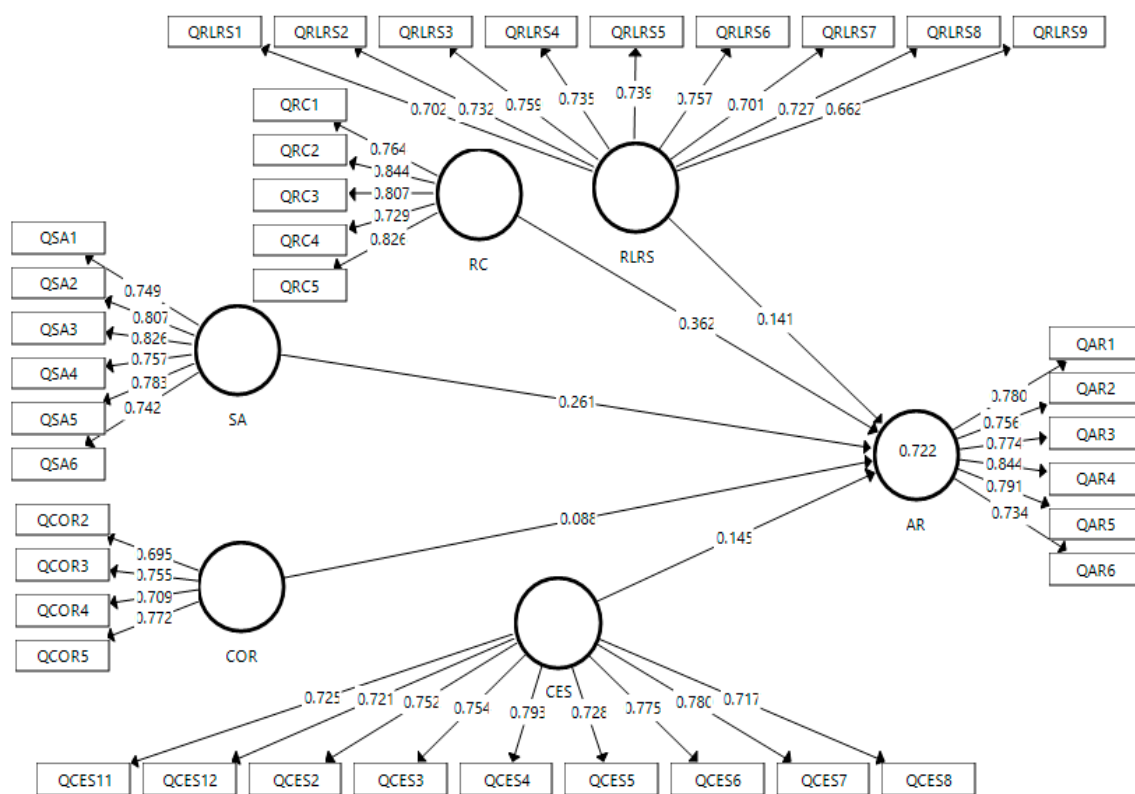 QRLRS1 QRLRS2 QRLRS3 QRLRS4 QRLRS5 QRLRS6 QRLRS7 QRLRS8 QRLRS9
0.702 0.732 0.759 0.735 0.739 0.757 0.701 0.727 0.662
QRC1
QRC2
QRC3
QRC4
QRC5
0.764
0.844
0.807
0.729
0.826
RC
RLRS
QSA1
QSA2
QSA3
QSA4
QSA5
QSA6
0.749
0.807
0.826
0.757
0.783
0.742
SA
0.362
0.141
0.261
0.088
0.145
0.722
AR
QAR1
QAR2
QAR3
QAR4
QAR5
QAR6
0.780
0.756
0.774
0.844
0.791
0.734
QCOR2
QCOR3
QCOR4
QCOR5
0.695
0.755
0.709
0.772
COR
CES
0.725 0.721 0.752 0.754 0.793 0.728 0.775 0.780 0.717
QCES11 QCES12 QCES2 QCES3 QCES4 QCES5 QCES6 QCES7 QCES8